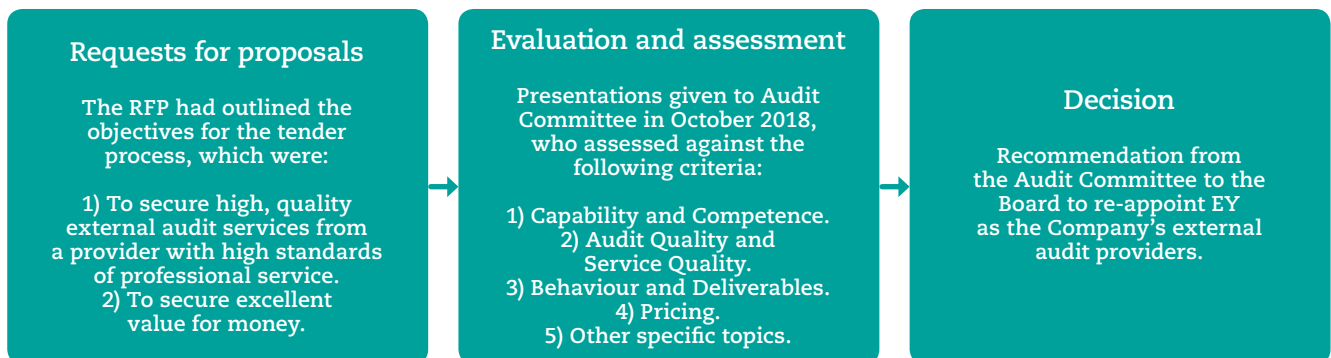 Requests for proposals
The RFP had outlined the
objectives for the tender
process, which were:
1) To secure high, quality
external audit services from
a provider with high standards
of professional service.
2) To secure excellent
value for money.
Evaluation and assessment
Presentations given to Audit
Committee in October 2018,
who assessed against the
following criteria:
1) Capability and Competence.
2) Audit Quality and
Service Quality.
3) Behaviour and Deliverables.
4) Pricing.
5) Other specific topics.
Decision
Recommendation from
the Audit Committee to the
Board to re-appoint EY
as the Company’s external
audit providers.